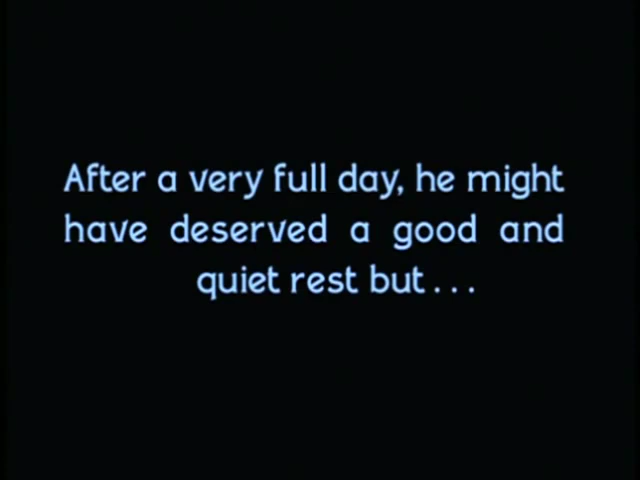 After a very full day, he might
have deserved a good and
quiet rest but...